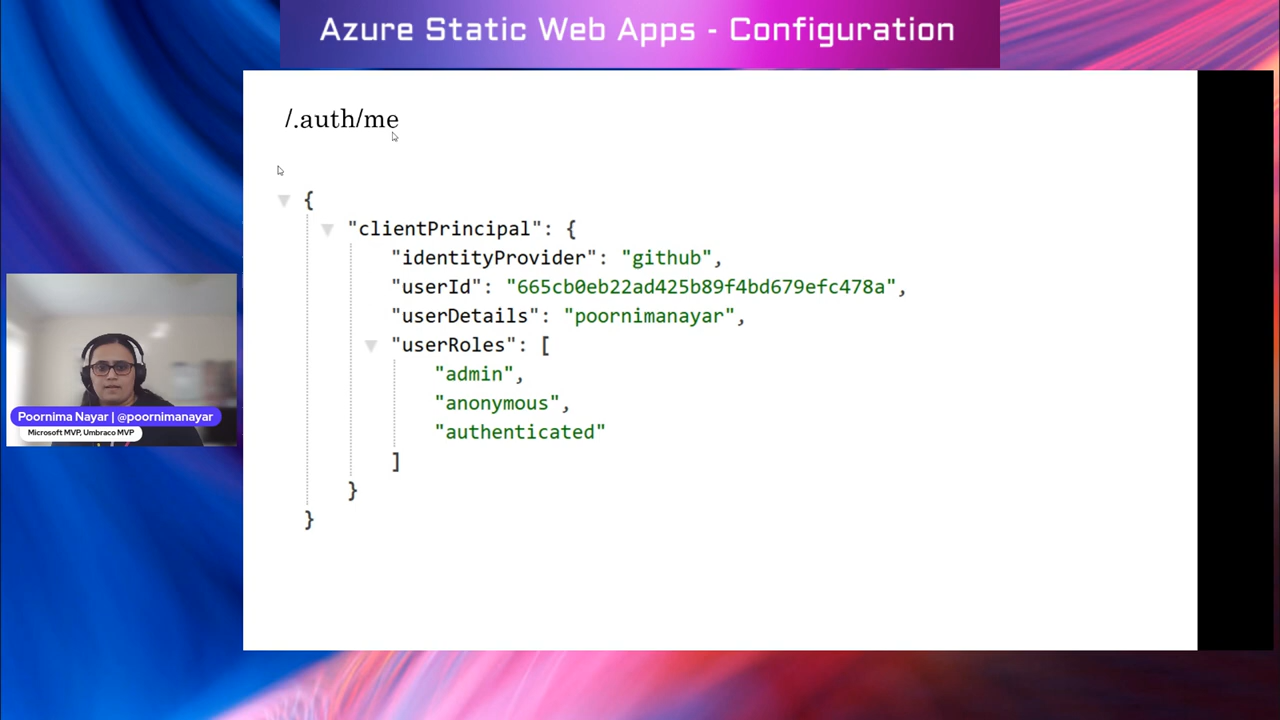 Azure Static Web Apps - Configuration
/.auth/me
{
"clientPrincipal": {
"identityProvider": "github",
"userId": "665cb0eb22ad425b89f4bd679efc478a",
"userDetails": "poornimanayar",
"userRoles": [
"admin",
"anonymous",
"authenticated"
]
}
}
Poornima Nayar | @poornimanayar
Microsoft MVP, Umbraco MVP